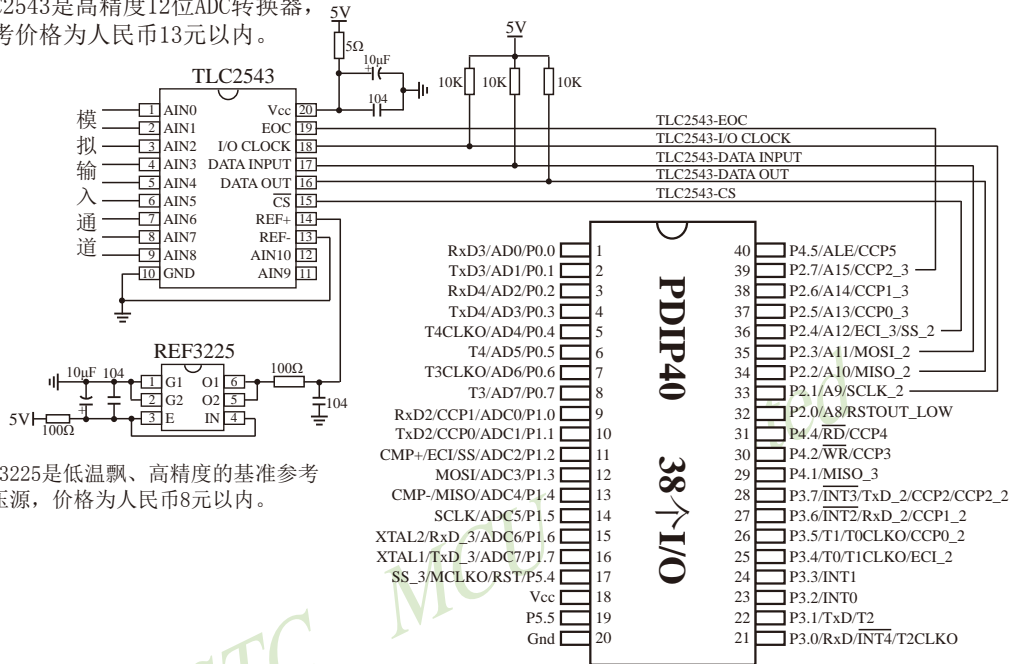 C2543是高精度12位ADC转换器,
考价格为人民币13元以内。
5V
5Ω
10μF
+
104
5V
10K
10K
10K
TLC2543
模拟输入通道
1 AIN0
2 AIN1
3 AIN2
4 AIN3
5 AIN4
6 AIN5
7 AIN6
8 AIN7
9 AIN8
10 GND
Vcc 20
EOC 19
I/O CLOCK 18
DATA INPUT 17
DATA OUT 16
CS 15
REF+ 14
REF- 13
AIN10 12
AIN9 11
TLC2543-EOC
TLC2543-I/O CLOCK
TLC2543-DATA INPUT
TLC2543-DATA OUT
TLC2543-CS
REF3225
10μF
104
+
1 G1
2 G2
3 E
O1 6
O2 5
IN 4
100Ω
104
5V
100Ω
3225是低温飘、高精度的基准参考
压源,价格为人民币8元以内。
PDIP40
38个I/O
RxD3/AD0/P0.0 1
TxD3/AD1/P0.1 2
RxD4/AD2/P0.2 3
TxD4/AD3/P0.3 4
T4CLKO/AD4/P0.4 5
T4/AD5/P0.5 6
T3CLKO/AD6/P0.6 7
T3/AD7/P0.7 8
RxD2/CCP1/ADC0/P1.0 9
TxD2/CCP0/ADC1/P1.1 10
CMP+/ECI/SS/ADC2/P1.2 11
MOSI/ADC3/P1.3 12
CMP-/MISO/ADC4/P1.4 13
SCLK/ADC5/P1.5 14
XTAL2/RxD_3/ADC6/P1.6 15
XTAL1/TxD_3/ADC7/P1.7 16
SS_3/MCLKO/RST/P5.4 17
Vcc 18
P5.5 19
Gnd 20
40 P4.5/ALE/CCP5
39 P2.7/A15/CCP2_3
38 P2.6/A14/CCP1_3
37 P2.5/A13/CCP0_3
36 P2.4/A12/ECI_3/SS_2
35 P2.3/A11/MOSI_2
34 P2.2/A10/MISO_2
33 P2.1/A9/SCLK_2
32 P2.0/A8/RSTOUT_LOW
31 P4.4/RD/CCP4
30 P4.2/WR/CCP3
29 P4.1/MISO_3
28 P3.7/INT3/TxD_2/CCP2/CCP2_2
27 P3.6/INT2/RxD_2/CCP1_2
26 P3.5/T1/T0CLKO/CCP0_2
25 P3.4/T0/T1CLKO/ECI_2
24 P3.3/INT1
23 P3.2/INT0
22 P3.1/TxD/T2
21 P3.0/RxD/INT4/T2CLKO
STC MCU